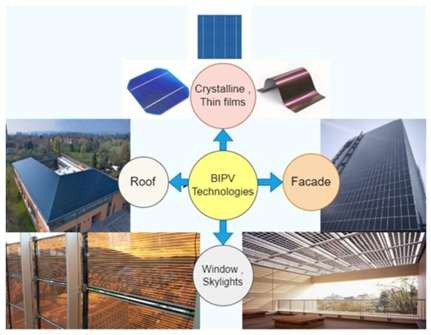 Crystalline ,
Thin films
Roof
BIPV
Technologies
Facade
Window ,
Skylights